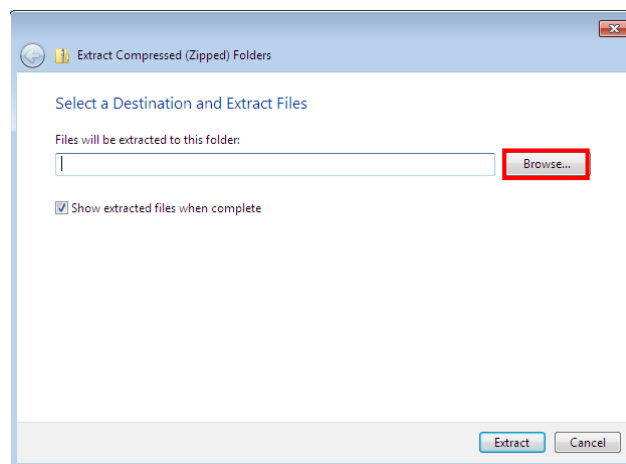 Extract Compressed (Zipped) Folders
Select a Destination and Extract Files
Files will be extracted to this folder:
Browse...
Show extracted files when complete
Extract Cancel